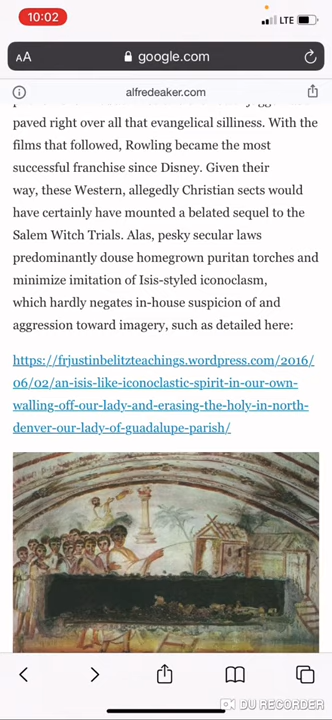 10:02
LTE
AA
google.com
alfredeaker.com
paved right over all that evangelical silliness. With the
films that followed, Rowling became the most
successful franchise since Disney. Given their
way, these Western, allegedly Christian sects would
have certainly have mounted a belated sequel to the
Salem Witch Trials. Alas, pesky secular laws
predominantly douse homegrown puritan torches and
minimize imitation of Isis-styled iconoclasm,
which hardly negates in-house suspicion of and
aggression toward imagery, such as detailed here:
https://frjustinbelitzteachings.wordpress.com/2016/
06/02/an-isis-like-iconoclastic-spirit-in-our-own-
walling-off-our-lady-and-erasing-the-holy-in-north-
denver-our-lady-of-guadalupe-parish/
DU RECORDER